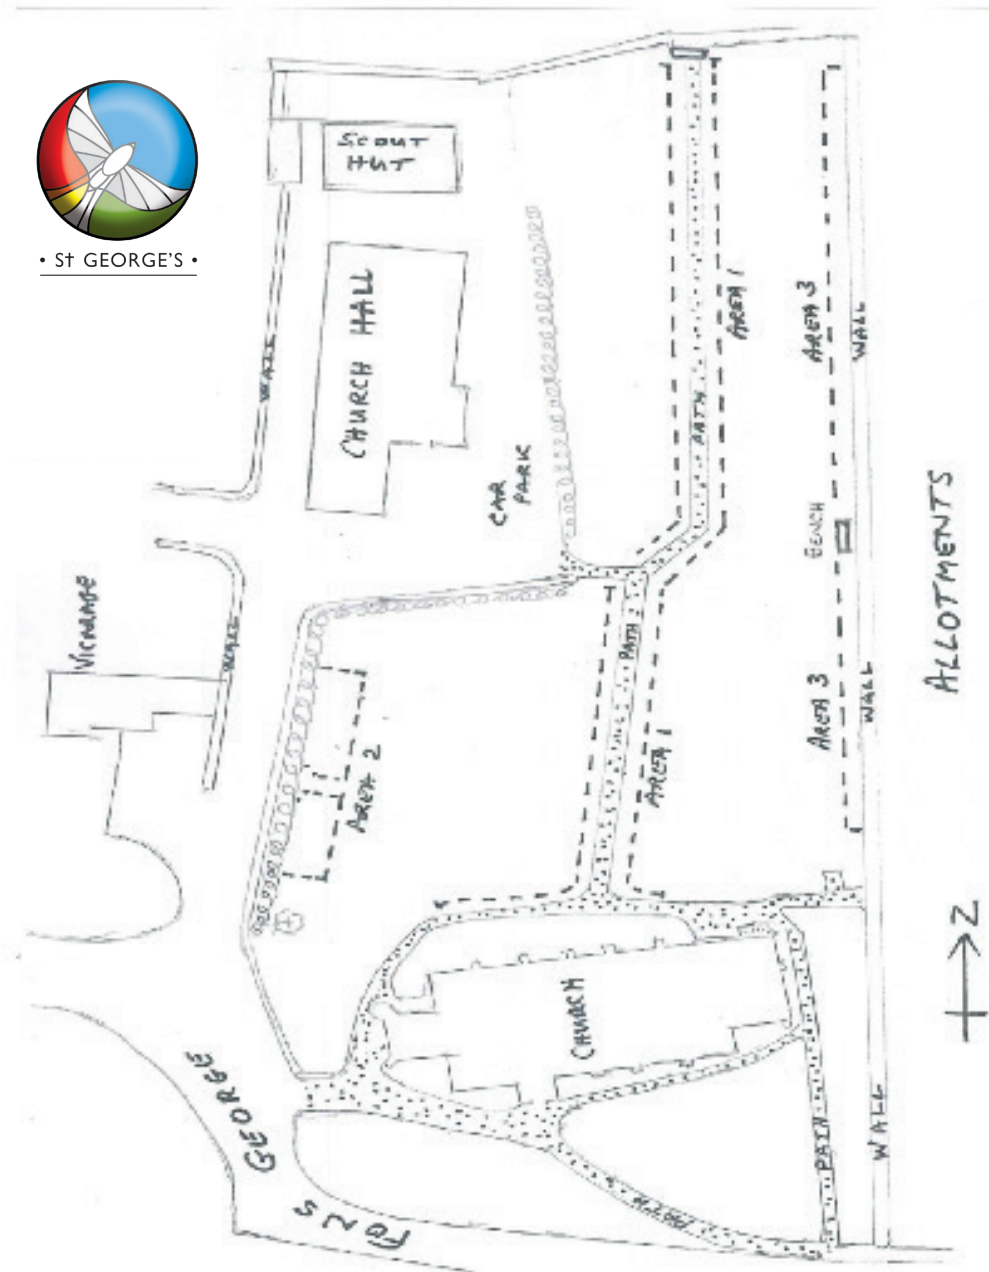 • St GEORGE'S •
SCOUT
HUT
CHURCH HALL
WALL
CAR
PARK
PATH
AREA 1
AREA 3
WALL
BENCH
ALLOTMENTS
VICARAGE
WALL
AREA 2
PATH
AREA 1
AREA 3
WALL
CHURCH
N
GEORGE
PATH
WALL
PATH